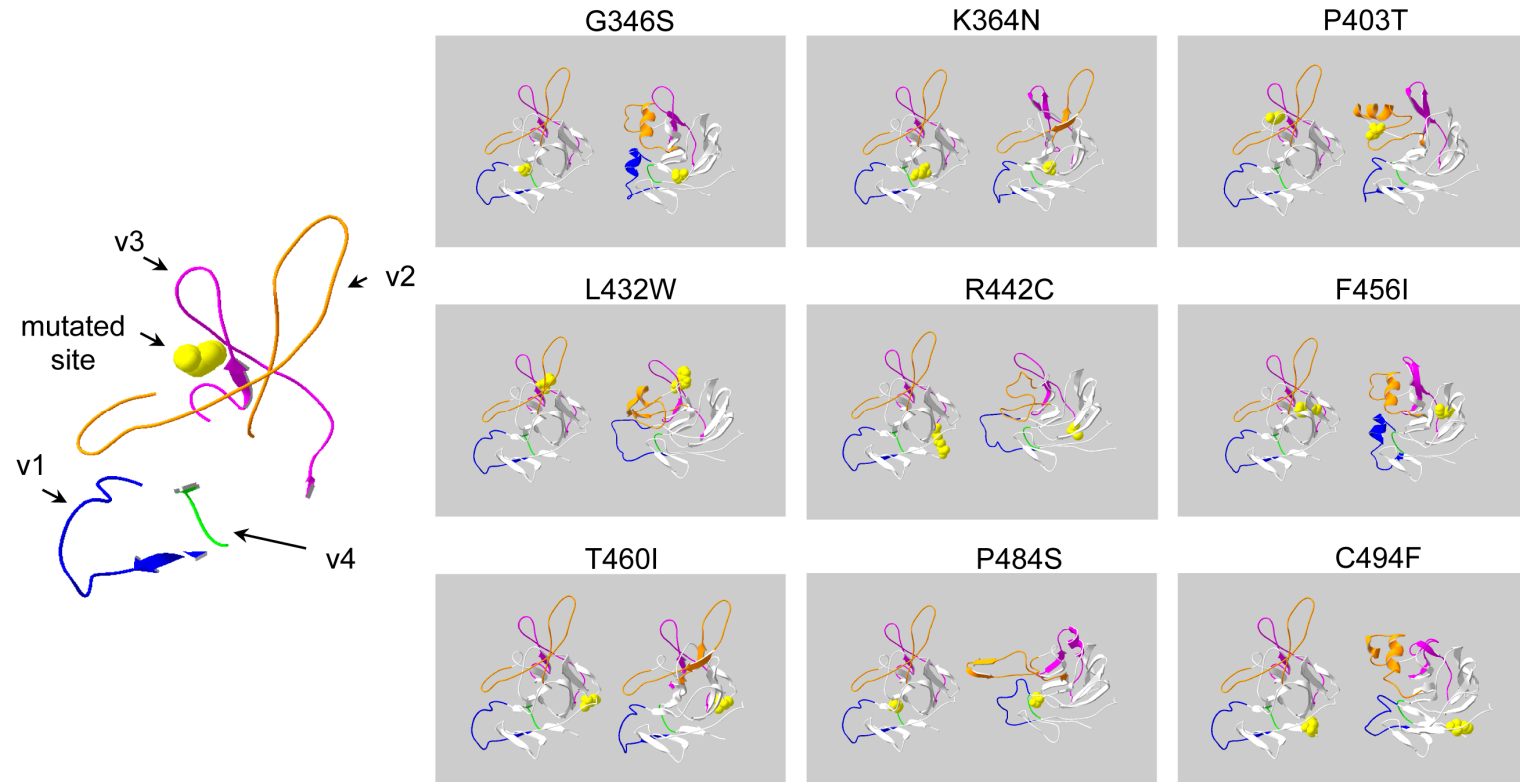 G346S
K364N
P403T
v3
v2
mutated
site
v1
v4
L432W
R442C
F456I
T460I
P484S
C494F